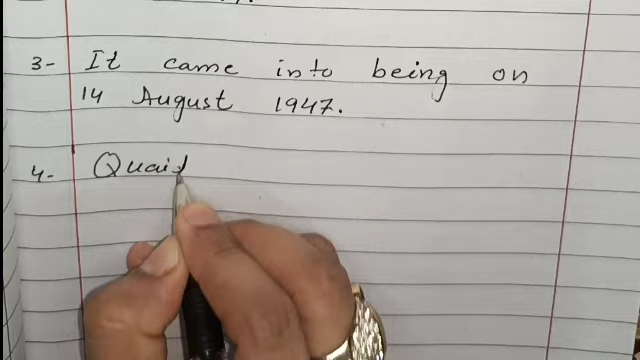 3- It came into being on
14 August 1947.
4. Quaid